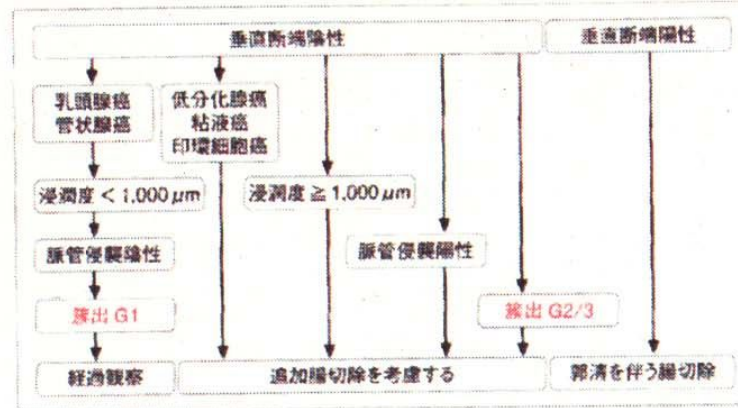 垂直断端陰性
垂直断端陽性
乳頭腺癌
管状腺癌
低分化腺癌
粘液癌
印環細胞癌
浸潤度 < 1,000 μm
浸潤度 ≧ 1,000 μm
脈管侵襲陰性
脈管侵襲陽性
簇出 G1
簇出 G2/3
経過観察
追加腸切除を考慮する
郭清を伴う腸切除